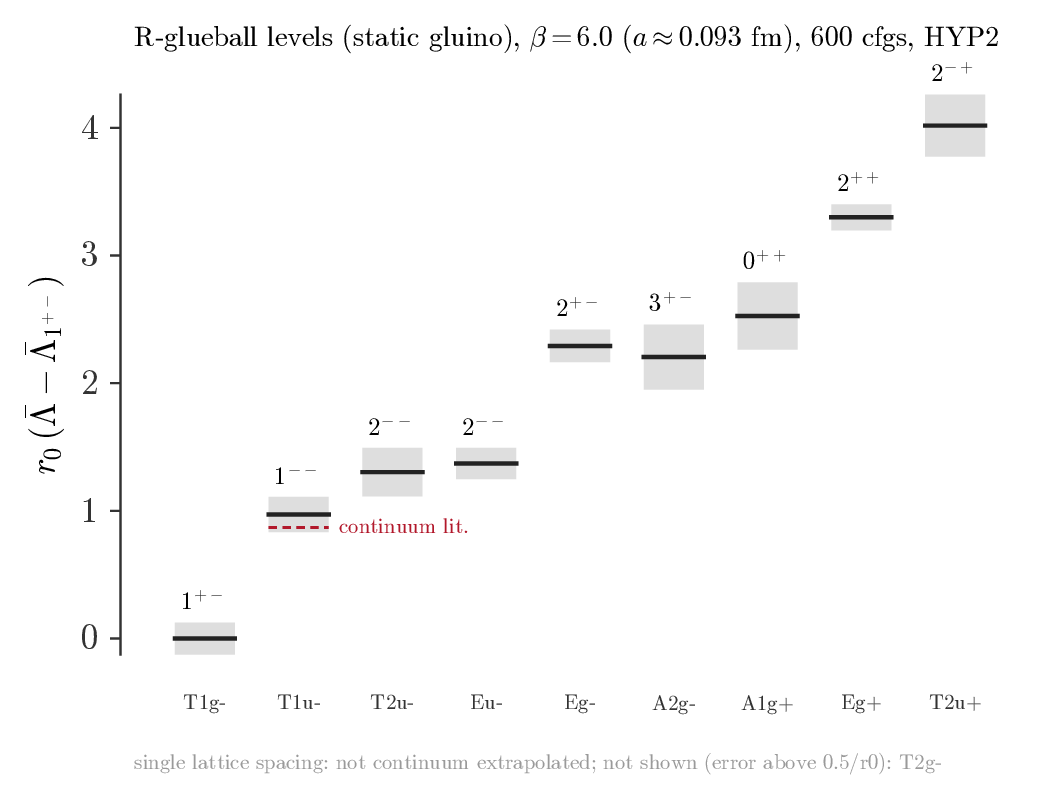 R-glueball levels (static gluino), β = 6.0 (a ≈ 0.093 fm), 600 cfgs, HYP2
2⁻⁺
4
2⁺⁺
3
0⁺⁺
2⁺⁻
3⁺⁻
r₀ (Λ̄ − Λ̄₁⁺⁻)
2
2⁻⁻
2⁻⁻
1⁻⁻
1
continuum lit.
1⁺⁻
0
T1g- T1u- T2u- Eu- Eg- A2g- A1g+ Eg+ T2u+
single lattice spacing: not continuum extrapolated; not shown (error above 0.5/r0): T2g-